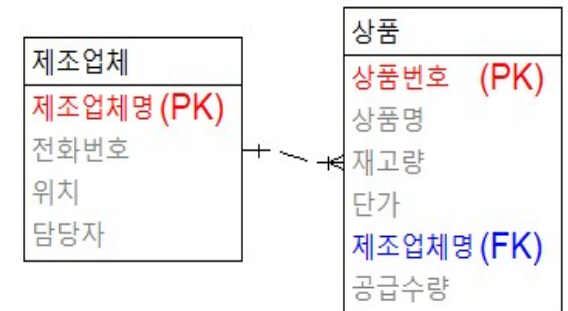 제조업체
제조업체명(PK)
전화번호
위치
담당자
상품
상품번호 (PK)
상품명
재고량
단가
제조업체명(FK)
공급수량